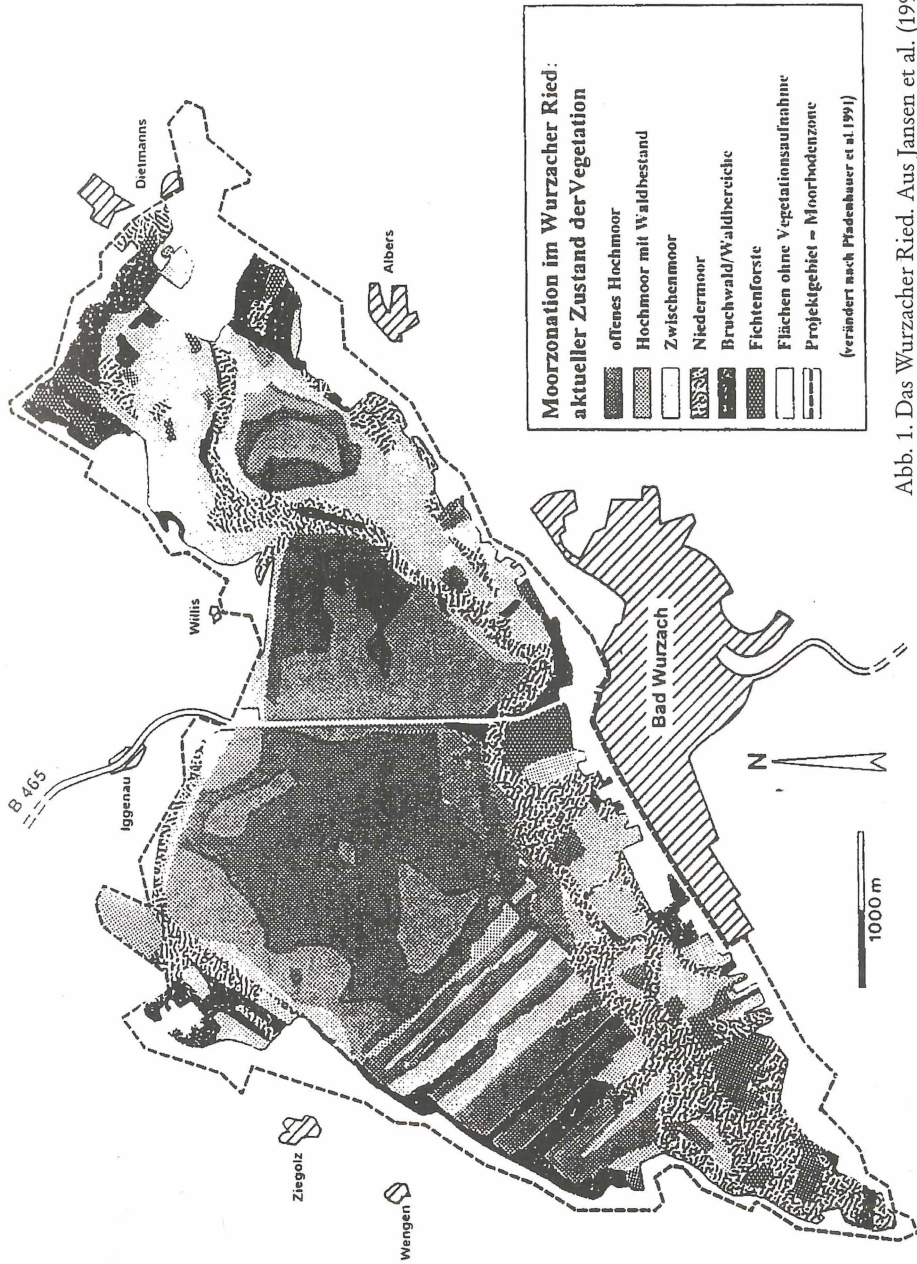 B 465
Iggenau
Willis
Dietmanns
Albers
Ziegolz
Wengen
Bad Wurzach
N
1000 m
Moorzonation im Wurzacher Ried:
aktueller Zustand der Vegetation
offenes Hochmoor
Hochmoor mit Waldbestand
Zwischenmoor
Niedermoor
Bruchwald/Waldbereiche
Fichtenforste
Flächen ohne Vegetationsaufnahme
Projektgebiet = Moorbodenzone
(verändert nach Pfadenhauer et al. 1991)
Abb. 1. Das Wurzacher Ried. Aus Jansen et al. (199